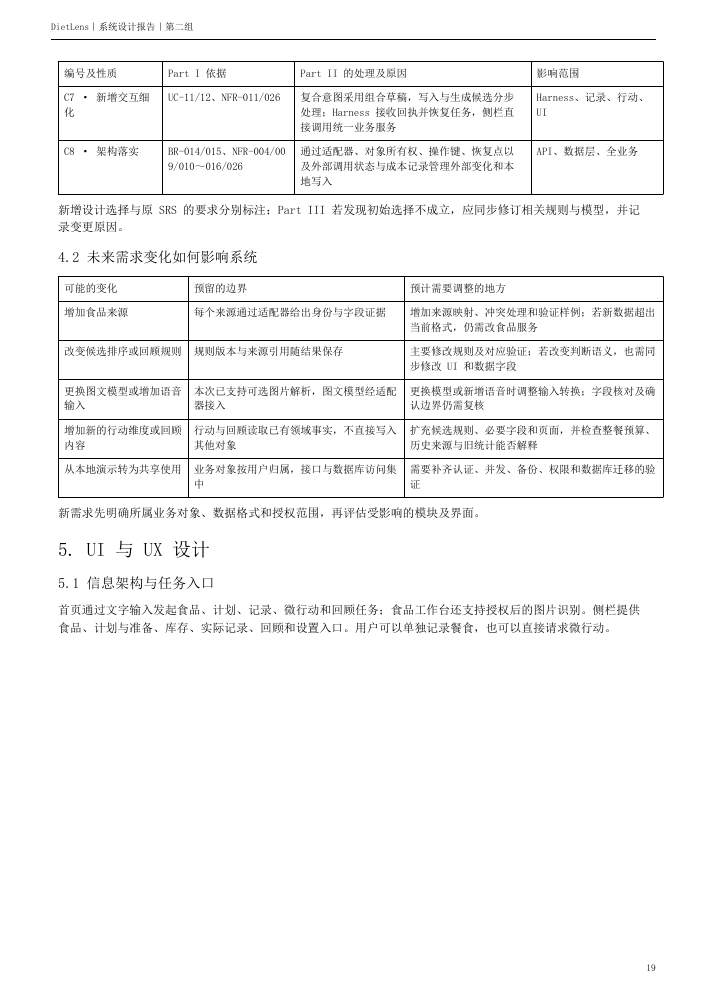 DietLens | 系统设计报告 | 第二组
编号及性质 Part I 依据 Part II 的处理及原因 影响范围
C7 · 新增交互细化
UC-11/12、NFR-011/026
复合意图采用组合草稿，写入与生成候选分步
处理；Harness 接收回执并恢复任务，侧栏直
接调用统一业务服务
Harness、记录、行动、
UI
C8 · 架构落实
BR-014/015、NFR-004/00
9/010～016/026
通过适配器、对象所有权、操作键、恢复点以
及外部调用状态与成本记录管理外部变化和本
地写入
API、数据层、全业务
新增设计选择与原 SRS 的要求分别标注；Part III 若发现初始选择不成立，应同步修订相关规则与模型，并记
录变更原因。
4.2 未来需求变化如何影响系统
可能的变化 预留的边界 预计需要调整的地方
增加食品来源
每个来源通过适配器给出身份与字段证据
增加来源映射、冲突处理和验证样例；若新数据超出
当前格式，仍需改食品服务
改变候选排序或回顾规则
规则版本与来源引用随结果保存
主要修改规则及对应验证；若改变判断语义，也需同
步修改 UI 和数据字段
更换图文模型或增加语音
输入
本次已支持可选图片解析，图文模型经适配
器接入
更换模型或新增语音时调整输入转换；字段核对及确
认边界仍需复核
增加新的行动维度或回顾
内容
行动与回顾读取已有领域事实，不直接写入
其他对象
扩充候选规则、必要字段和页面，并检查整餐预算、
历史来源与旧统计能否解释
从本地演示转为共享使用
业务对象按用户归属，接口与数据库访问集
中
需要补齐认证、并发、备份、权限和数据库迁移的验
证
新需求先明确所属业务对象、数据格式和授权范围，再评估受影响的模块及界面。
5. UI 与 UX 设计
5.1 信息架构与任务入口
首页通过文字输入发起食品、计划、记录、微行动和回顾任务；食品工作台还支持授权后的图片识别。侧栏提供
食品、计划与准备、库存、实际记录、回顾和设置入口。用户可以单独记录餐食，也可以直接请求微行动。
19